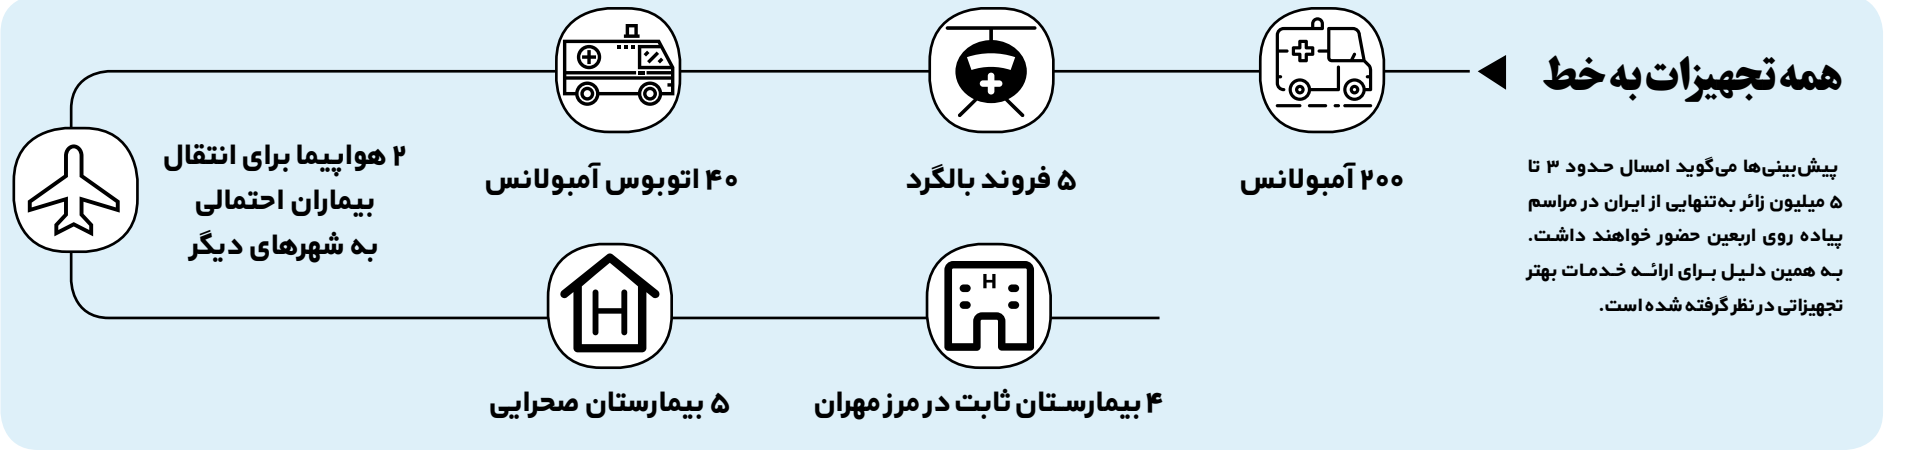 همه تجهیزات به خط
پیش‌بینی‌ها می‌گوید امسال حدود ۳ تا
۵ میلیون زائر به‌تنهایی از ایران در مراسم
پیاده روی اربعین حضور خواهند داشت.
به همین دلیل برای ارائه خدمات بهتر
تجهیزاتی در نظر گرفته شده است.
۲۰۰ آمبولانس
۵ فروند بالگرد
۴۰ اتوبوس آمبولانس
۲ هواپیما برای انتقال
بیماران احتمالی
به شهرهای دیگر
۵ بیمارستان صحرایی
H
۴ بیمارستان ثابت در مرز مهران
H